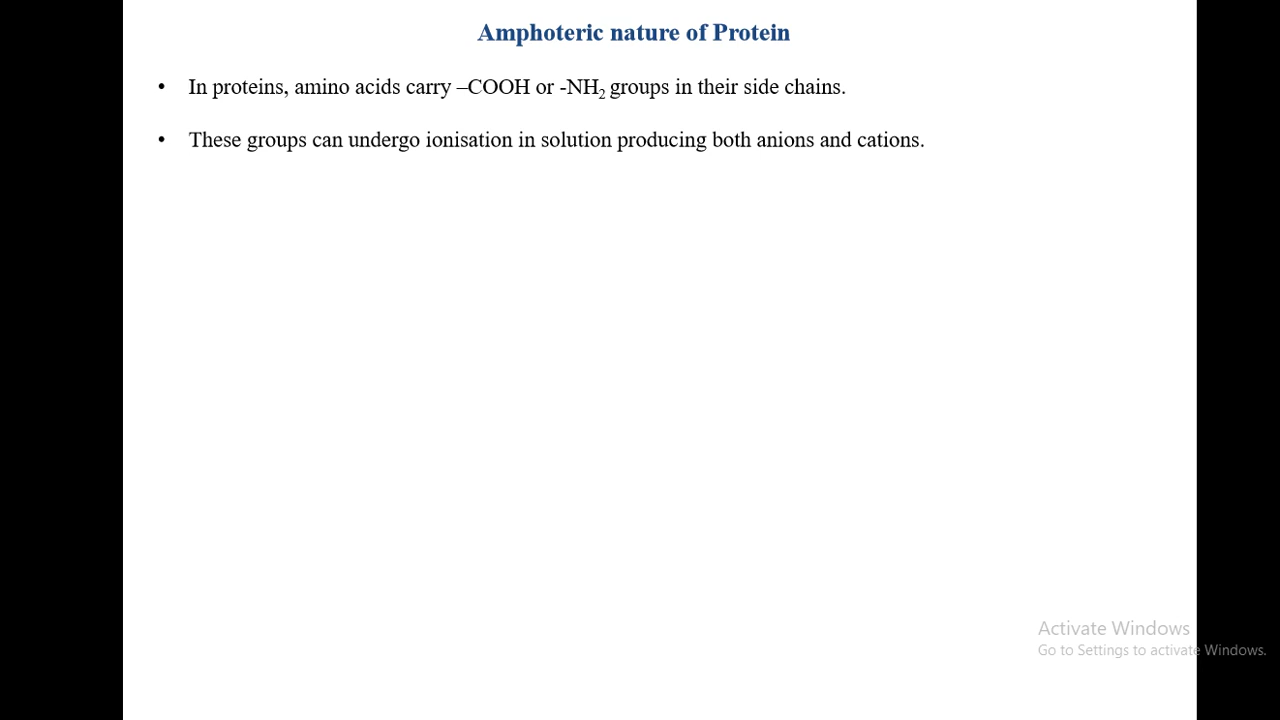 Amphoteric nature of Protein
• In proteins, amino acids carry –COOH or -NH₂ groups in their side chains.
• These groups can undergo ionisation in solution producing both anions and cations.
Activate Windows
Go to Settings to activate Windows.